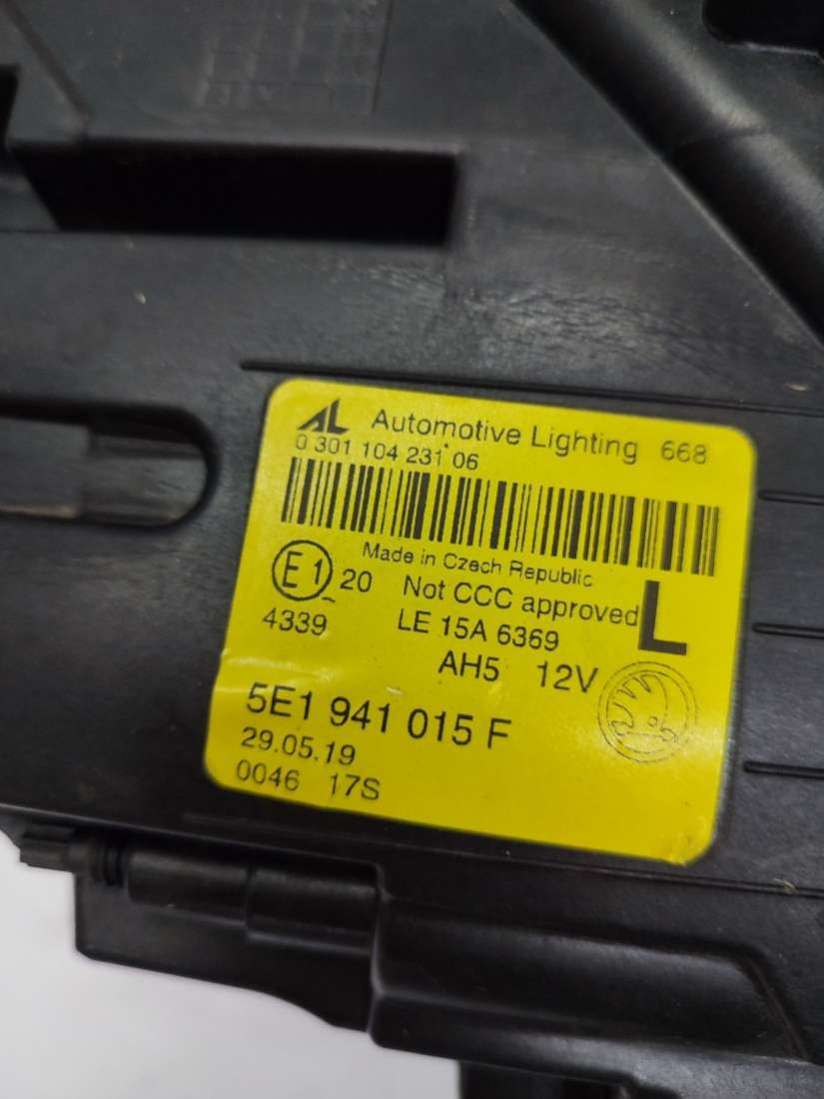 AL Automotive Lighting 668
0 301 104 231 06
Made in Czech Republic
E1 20 Not CCC approved L
4339 LE 15A 6369
AH5 12V
5E1 941 015 F
29.05.19
0046 17S